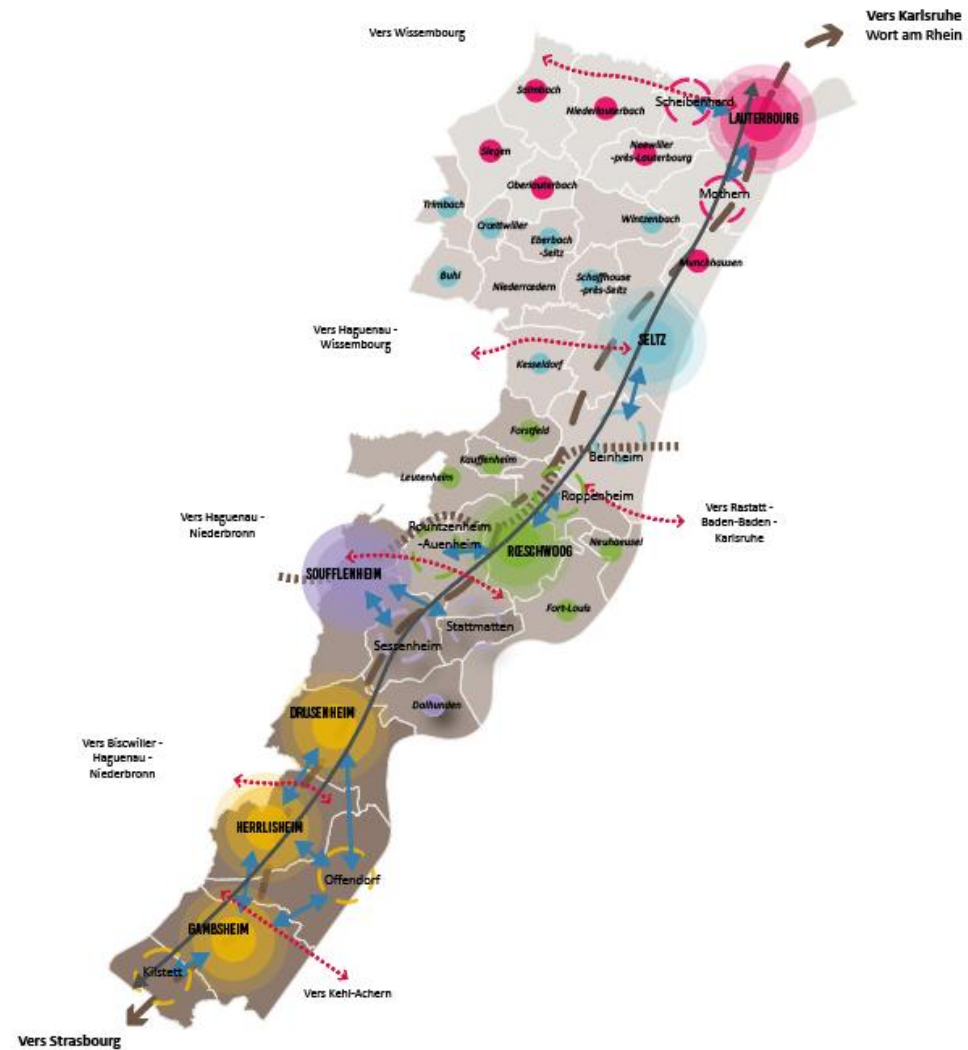 Vers Karlsruhe
Wort am Rhein
Vers Wissembourg
Salmbach
Niederlauterbach
Scheibenhard
LAUTERBOURG
Siegen
Neewiller
-près-Lauterbourg
Oberlauterbach
Mothern
Trimbach
Crœttwiller
Eberbach
-Seltz
Wintzenbach
Munchhausen
Buhl
Niederrœdern
Schaffhouse
-près-Seltz
Vers Haguenau -
Wissembourg
SELTZ
Kesseldorf
Forstfeld
Kauffenheim
Leutenheim
Beinheim
Roppenheim
Vers Rastatt -
Baden-Baden -
Karlsruhe
Vers Haguenau -
Niederbronn
Rountzenheim
-Auenheim
RŒSCHWOOG
Neuhaeusel
SOUFFLENHEIM
Fort-Louis
Stattmatten
Sessenheim
Dalhunden
DRUSENHEIM
Vers Biscwiller -
Haguenau -
Niederbronn
HERRLISHEIM
Offendorf
GAMBSHEIM
Kilstett
Vers Kehl-Achern
Vers Strasbourg